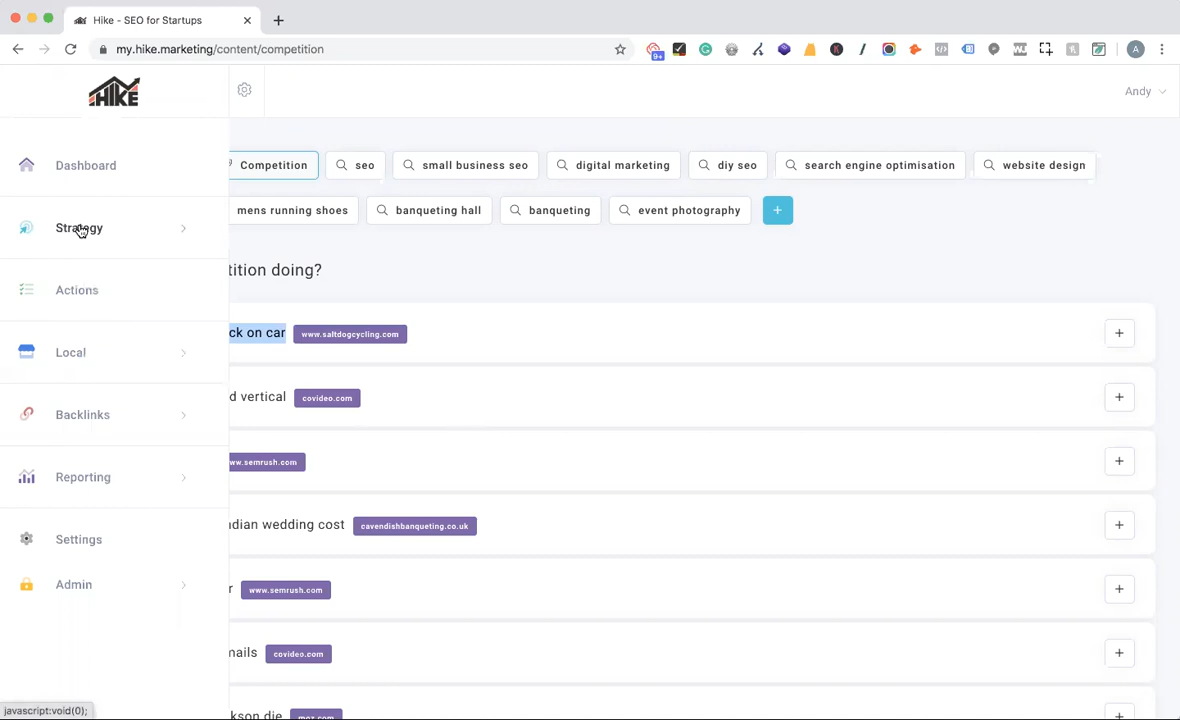 Hike - SEO for Startups
my.hike.marketing/content/competition
9+
A
HIKE
Andy
Dashboard
Strategy
Actions
Local
Backlinks
Reporting
Settings
Admin
Competition
seo
small business seo
digital marketing
diy seo
search engine optimisation
website design
mens running shoes
banqueting hall
banqueting
event photography
+
tition doing?
ck on car www.saltdogcycling.com +
d vertical covideo.com +
ww.semrush.com +
ndian wedding cost cavendishbanqueting.co.uk +
r www.semrush.com +
mails covideo.com +
kson die moz.com +
javascript:void(0);